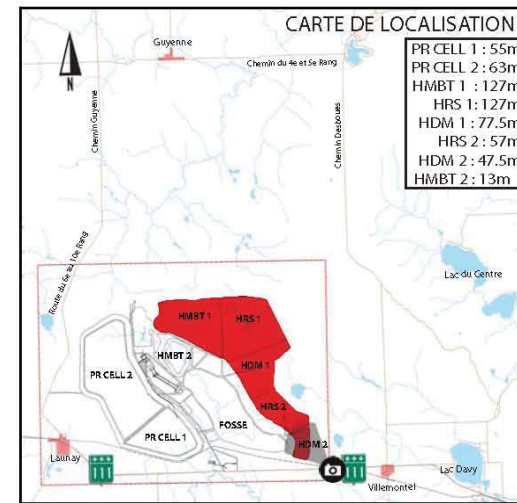 CARTE DE LOCALISATION
PR CELL 1 : 55m
PR CELL 2 : 63m
HMBT 1 : 127m
HRS 1: 127m
HDM 1 : 77.5m
HRS 2 : 57m
HDM 2 : 47.5m
HMBT 2 : 13m
Guyenne
Chemin du 4e et 5e Rang
N
Chemin Guyenne
Chemin Desboues
Route du 6e au 10e Rang
Lac du Centre
HMBT 1
HRS 1
HMBT 2
HDM 1
PR CELL 2
HRS 2
FOSSE
PR CELL 1
HDM 2
Launay
111
111
Villemontel
Lac Davy